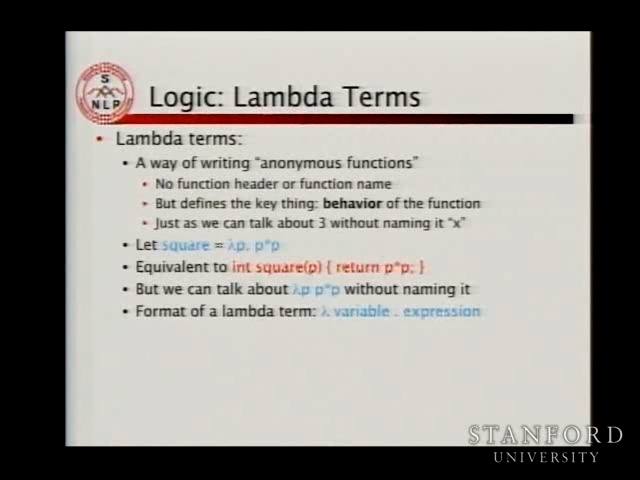 S
NLP
Logic: Lambda Terms
• Lambda terms:
• A way of writing “anonymous functions”
• No function header or function name
• But defines the key thing: behavior of the function
• Just as we can talk about 3 without naming it “x”
• Let square = λp. p*p
• Equivalent to int square(p) { return p*p; }
• But we can talk about λp p*p without naming it
• Format of a lambda term: λ variable . expression
STANFORD
UNIVERSITY